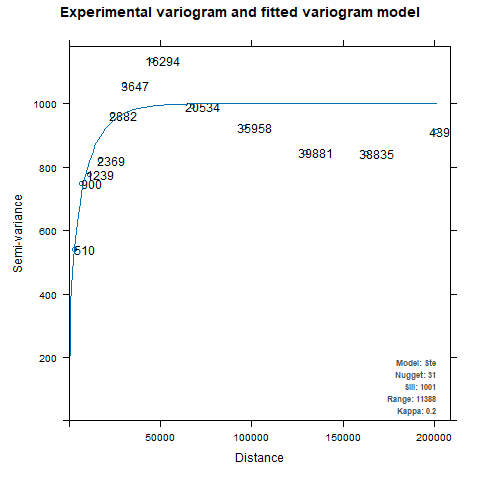 Experimental variogram and fitted variogram model
16294
3647
2882
20534
35958
439
39881
38835
2369
1239
900
510
1000
800
600
400
200
Semi-variance
Model: Ste
Nugget: 31
Sill: 1001
Range: 11388
Kappa: 0.2
50000 100000 150000 200000
Distance